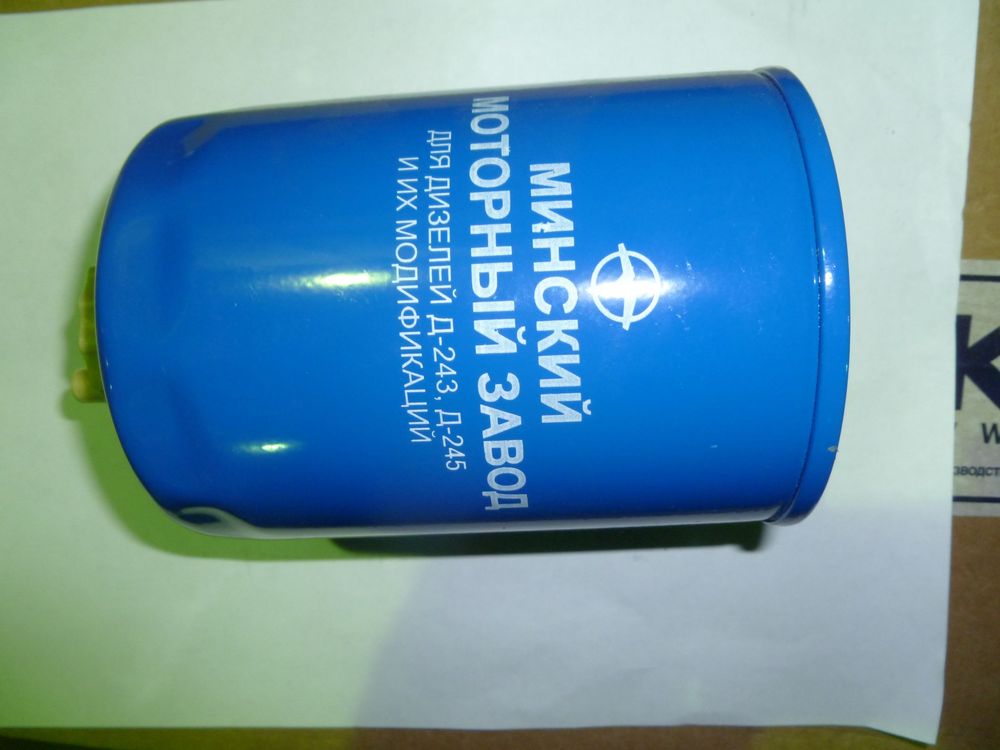 МИНСКИЙ
МОТОРНЫЙ ЗАВОД
ДЛЯ ДИЗЕЛЕЙ Д-243, Д-245
И ИХ МОДИФИКАЦИЙ